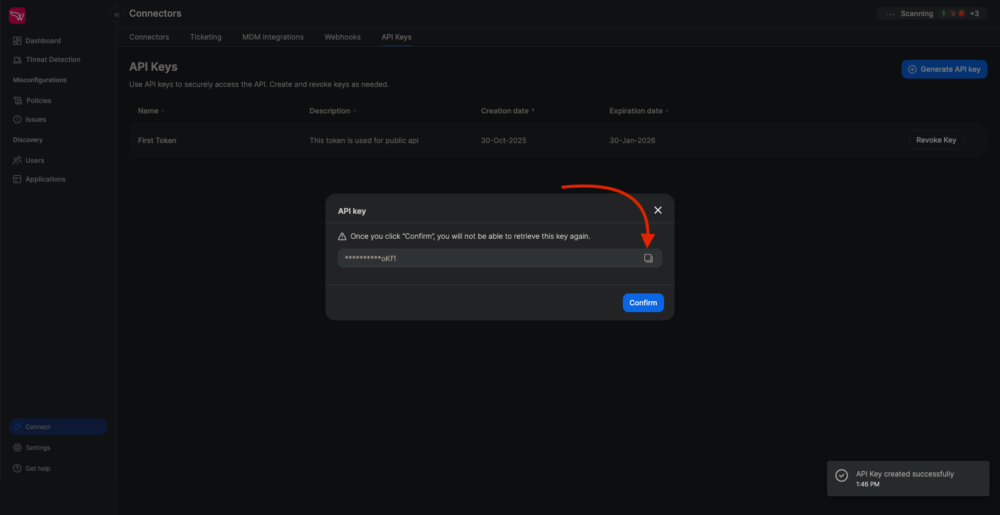 Connectors
Scanning +3
Dashboard
Threat Detection
Misconfigurations
Policies
Issues
Discovery
Users
Applications
Connect
Settings
Get help
Connectors Ticketing MDM Integrations Webhooks API Keys
API Keys
Generate API key
Use API keys to securely access the API. Create and revoke keys as needed.
Name ↓ Description ↓ Creation date ↑ Expiration date ↓
First Token This token is used for public api 30-Oct-2025 30-Jan-2026 Revoke Key
API key
Once you click “Confirm”, you will not be able to retrieve this key again.
**********oKf1
Confirm
API Key created successfully
1:46 PM